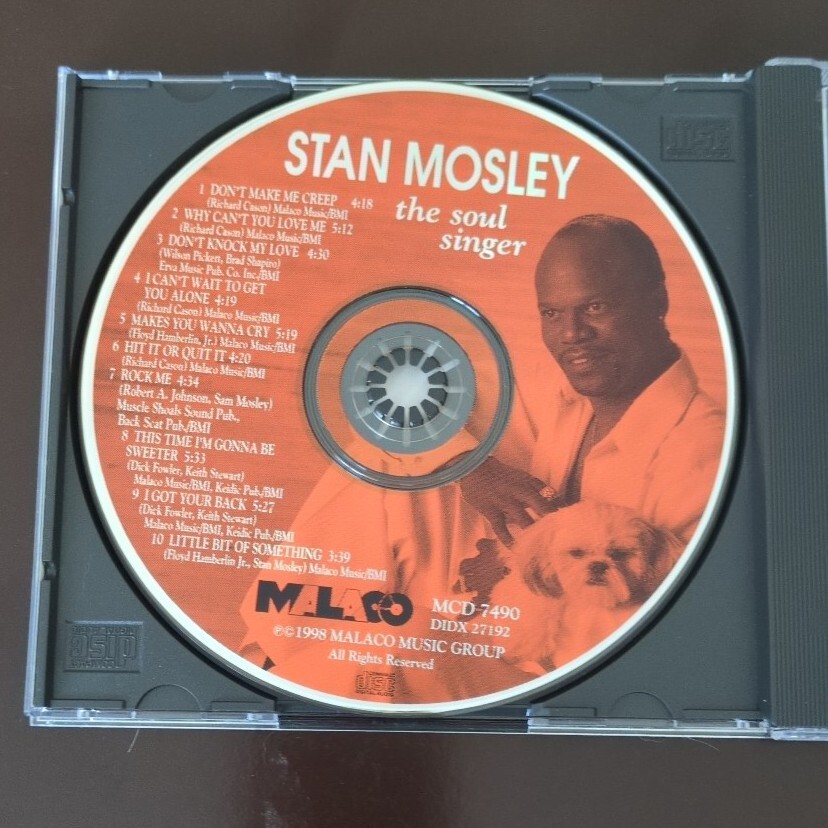 STAN MOSLEY
the soul
singer
1 DON'T MAKE ME CREEP 4:18
(Richard Cason) Malaco Music/BMI
2 WHY CAN'T YOU LOVE ME 5:12
(Richard Cason) Malaco Music/BMI
3 DON'T KNOCK MY LOVE 4:30
(Wilson Pickett, Brad Shapiro)
Erva Music Pub. Co. Inc./BMI
4 I CAN'T WAIT TO GET
YOU ALONE 4:19
(Richard Cason) Malaco Music/BMI
5 MAKES YOU WANNA CRY 5:19
(Floyd Hamberlin, Jr.) Malaco Music/BMI
6 HIT IT OR QUIT IT 4:20
(Richard Cason) Malaco Music/BMI
7 ROCK ME 4:34
(Robert A. Johnson, Sam Mosley)
Muscle Shoals Sound Pub.,
Back Scat Pub./BMI
8 THIS TIME I'M GONNA BE
SWEETER 5:33
(Dick Fowler, Keith Stewart)
Malaco Music/BMI, Keidic Pub./BMI
9 I GOT YOUR BACK 5:27
(Dick Fowler, Keith Stewart)
Malaco Music/BMI, Keidic Pub./BMI
10 LITTLE BIT OF SOMETHING 3:39
(Floyd Hamberlin Jr., Stan Mosley) Malaco Music/BMI
MALACO
MCD 7490
DIDX 27192
℗©1998 MALACO MUSIC GROUP
All Rights Reserved
COMPACT
disc
DIGITAL AUDIO